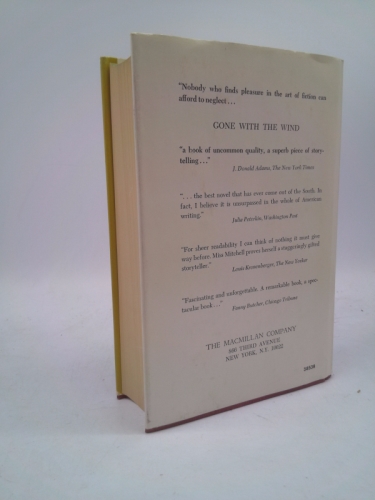 "Nobody who finds pleasure in the art of fiction can
afford to neglect...
GONE WITH THE WIND
"a book of uncommon quality, a superb piece of story-
telling..."
J. Donald Adams, The New York Times
"... the best novel that has ever come out of the South. In
fact, I believe it is unsurpassed in the whole of American
writing."
Julia Peterkin, Washington Post
"For sheer readability I can think of nothing it must give
way before. Miss Mitchell proves herself a staggeringly gifted
storyteller."
Louis Kronenberger, The New Yorker
"Fascinating and unforgettable. A remarkable book, a spec-
tacular book..."
Fanny Butcher, Chicago Tribune
THE MACMILLAN COMPANY
866 THIRD AVENUE
NEW YORK, N.Y. 10022